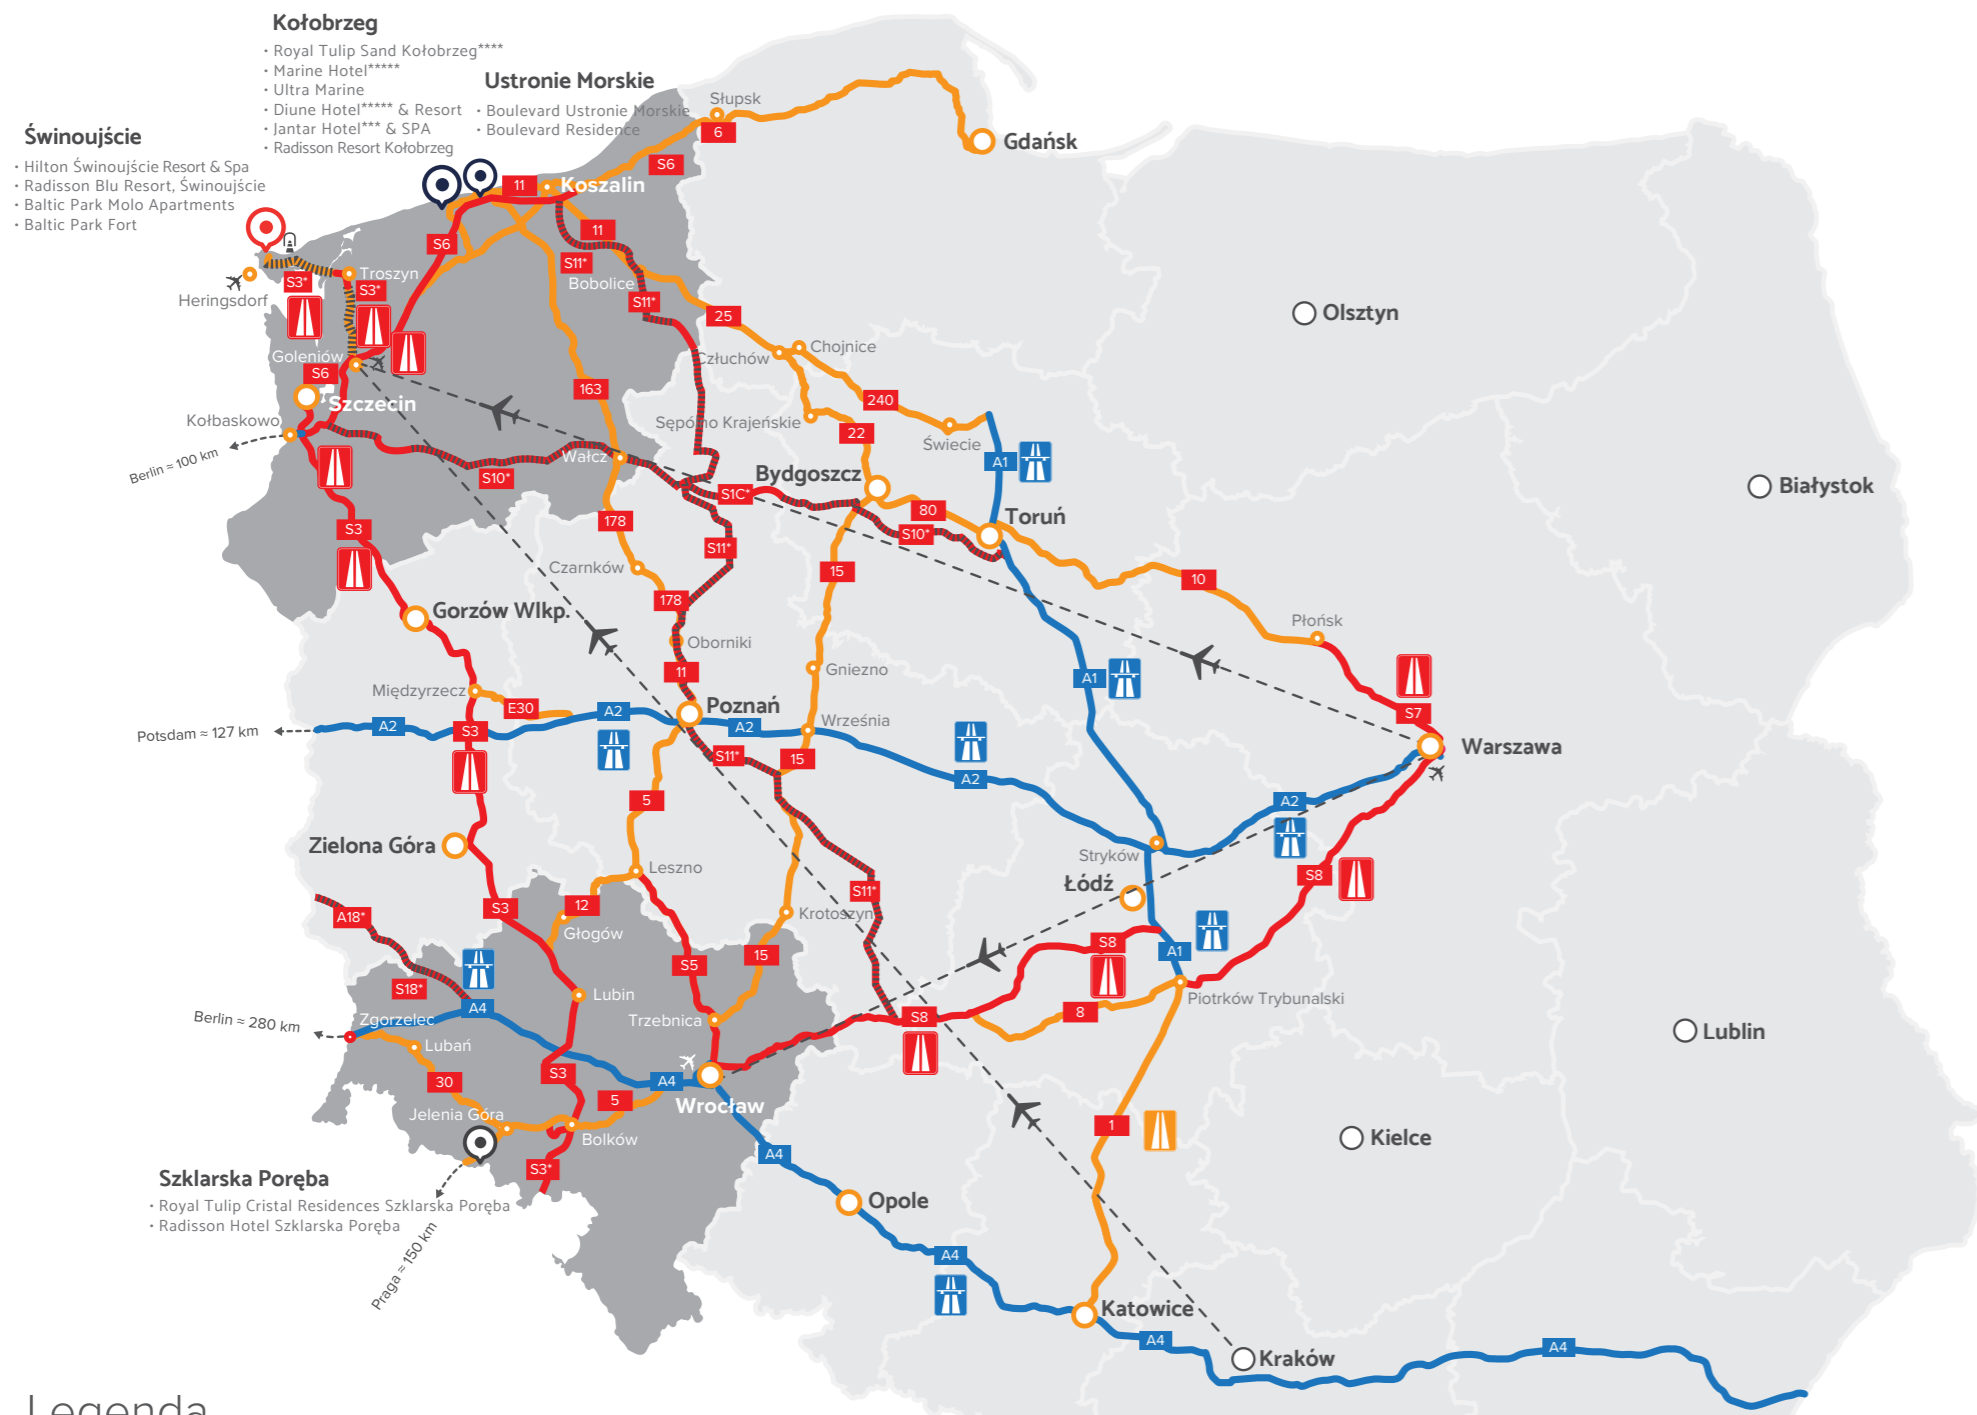 Kołobrzeg
· Royal Tulip Sand Kołobrzeg****
· Marine Hotel*****
· Ultra Marine
· Diune Hotel***** & Resort
· Jantar Hotel*** & SPA
· Radisson Resort Kołobrzeg
Ustronie Morskie
· Boulevard Ustronie Morskie
· Boulevard Residence
Świnoujście
· Hilton Świnoujście Resort & Spa
· Radisson Blu Resort, Świnoujście
· Baltic Park Molo Apartments
· Baltic Park Fort
Słupsk
6
Gdańsk
S6
11
Koszalin
11
S6
S11*
Bobolice
Troszyn
S3*
S3*
Heringsdorf
S11*
25
Olsztyn
Goleniów
S6
Człuchów
Chojnice
163
240
Szczecin
Kołbaskowo
Sępólno Krajeńskie
22
Świecie
Berlin ≈ 100 km
Wałcz
A1
S10*
Bydgoszcz
S1C*
Białystok
80
Toruń
S3
178
S10*
S11*
Czarnków
15
10
178
Gorzów Wlkp.
Płońsk
Oborniki
11
Gniezno
A1
Międzyrzecz
E30
A2
Poznań
S7
Potsdam ≈ 127 km
A2
S3
A2
Września
Warszawa
S11*
15
A2
5
A2
Zielona Góra
Stryków
Leszno
S8
Łódź
S11*
12
S3
A18*
Krotoszyn
Głogów
S8
A1
15
S5
S18*
Lubin
Piotrków Trybunalski
A4
Zgorzelec
Trzebnica
8
S8
Berlin ≈ 280 km
Lubań
Lublin
30
S3
A4
5
Wrocław
Jelenia Góra
Bolków
1
Kielce
A4
S3*
Szklarska Poręba
· Royal Tulip Cristal Residences Szklarska Poręba
· Radisson Hotel Szklarska Poręba
Opole
Praga ≈ 150 km
A4
Katowice
A4
Kraków
A4
Legenda